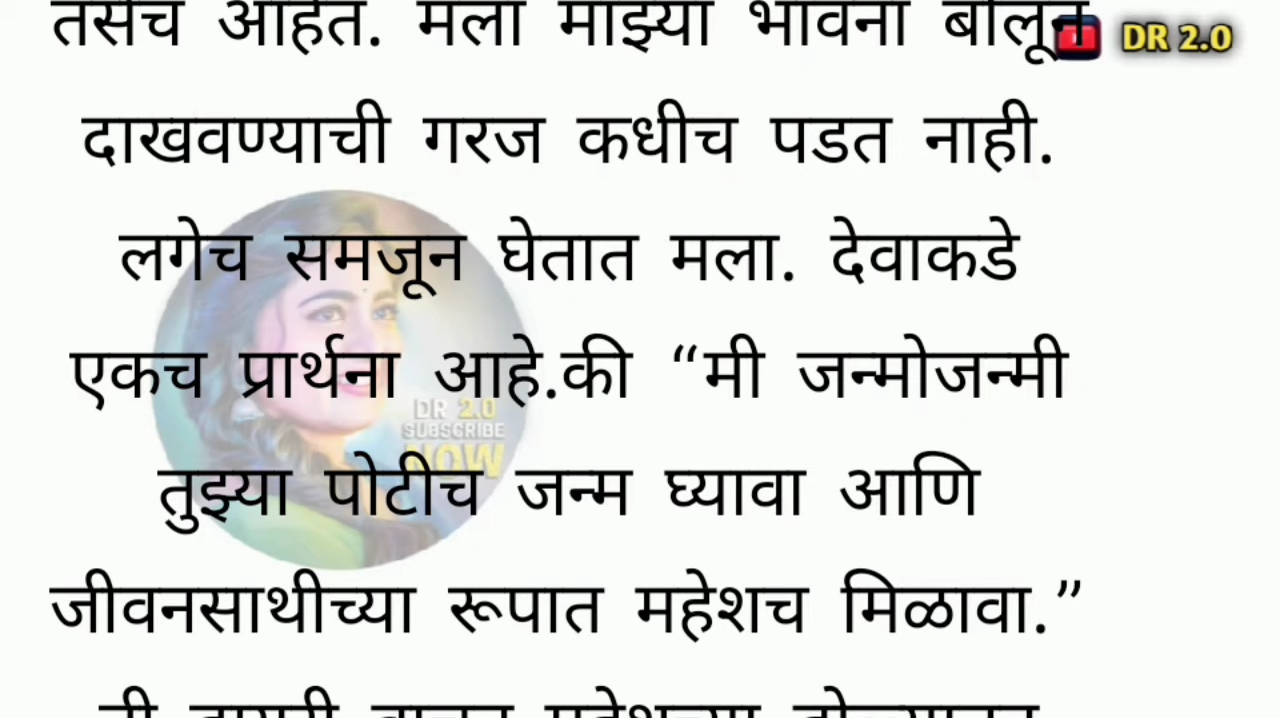 तसेच आहेत. मला माझ्या भावना बोलून
DR 2.0
दाखवण्याची गरज कधीच पडत नाही.
लगेच समजून घेतात मला. देवाकडे
एकच प्रार्थना आहे.की “मी जन्मोजन्मी
DR 2.0
SUBSCRIBE
NOW
तुझ्या पोटीच जन्म घ्यावा आणि
जीवनसाथीच्या रूपात महेशच मिळावा.”